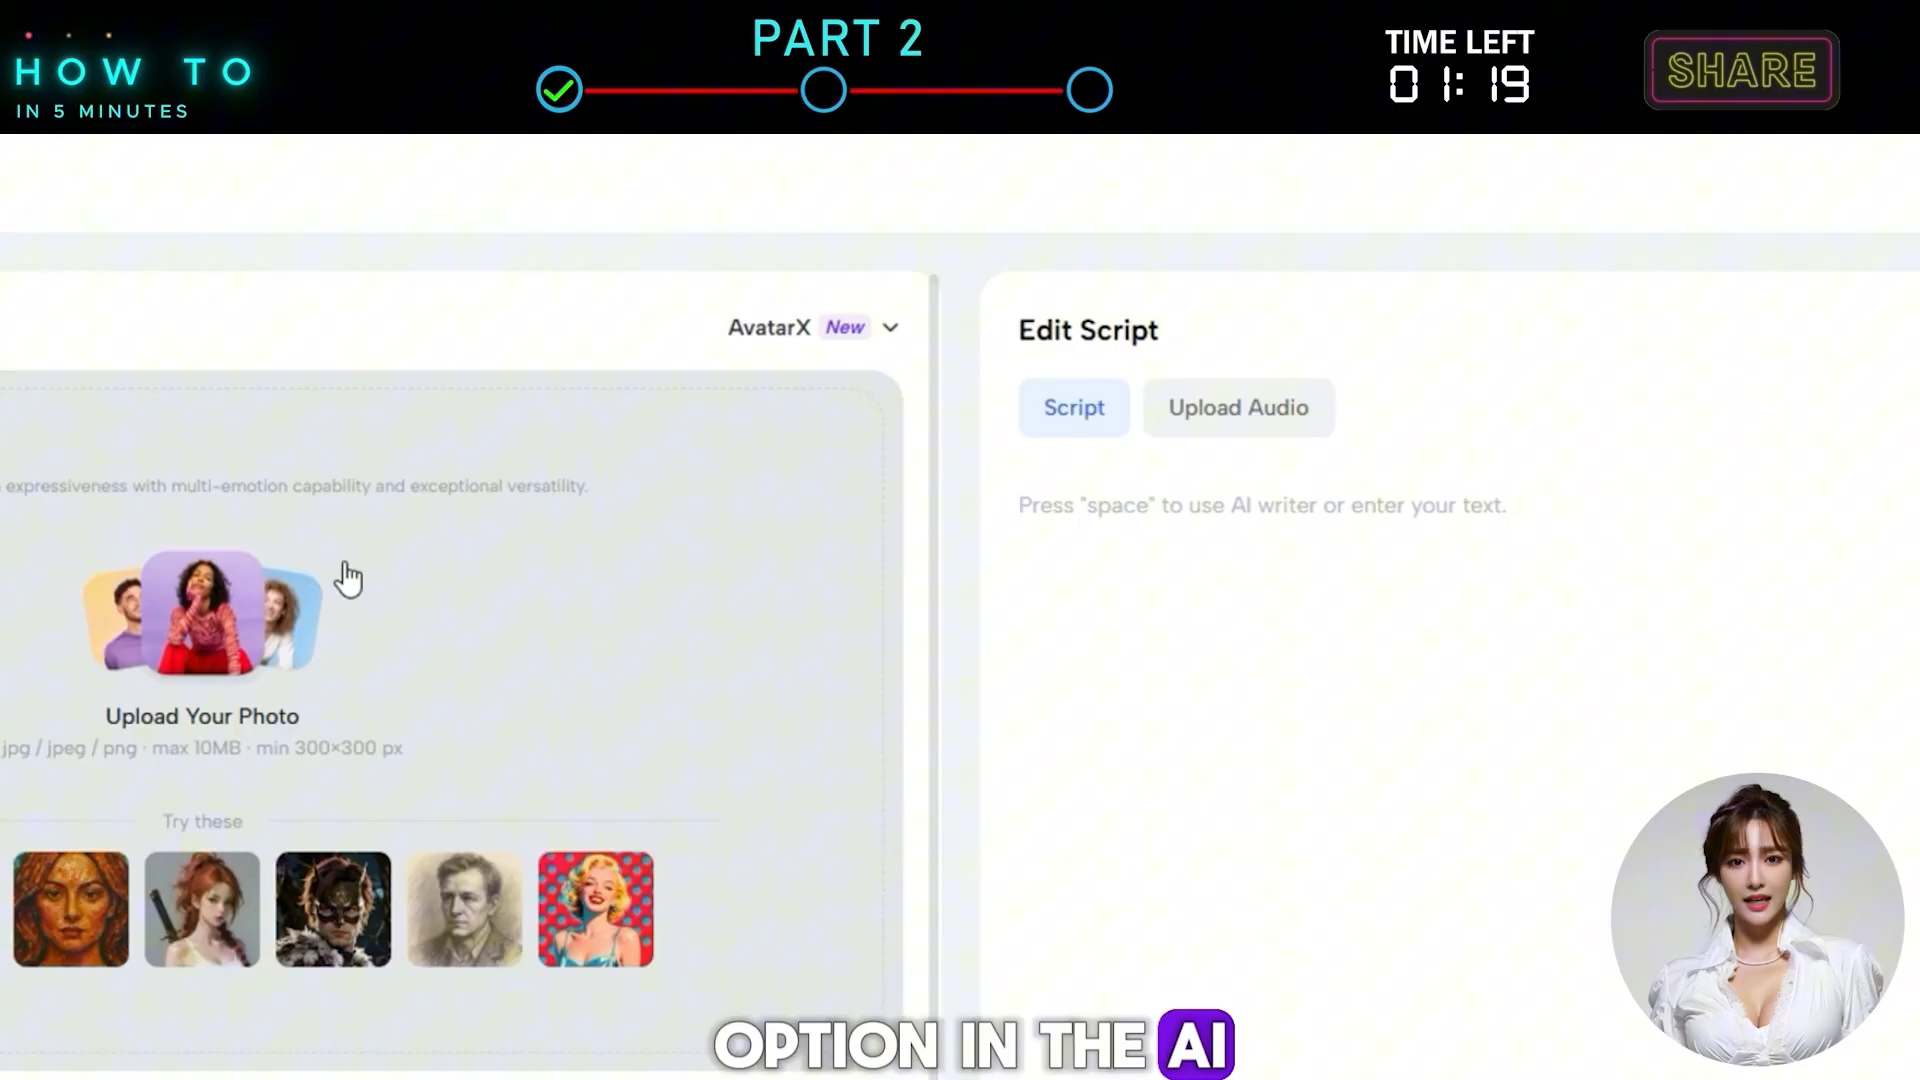 HOW TO
IN 5 MINUTES
PART 2
TIME LEFT
01:19
SHARE
AvatarX New
expressiveness with multi-emotion capability and exceptional versatility.
Upload Your Photo
jpg / jpeg / png · max 10MB · min 300×300 px
Try these
Edit Script
Script
Upload Audio
Press "space" to use AI writer or enter your text.
OPTION IN THE AI